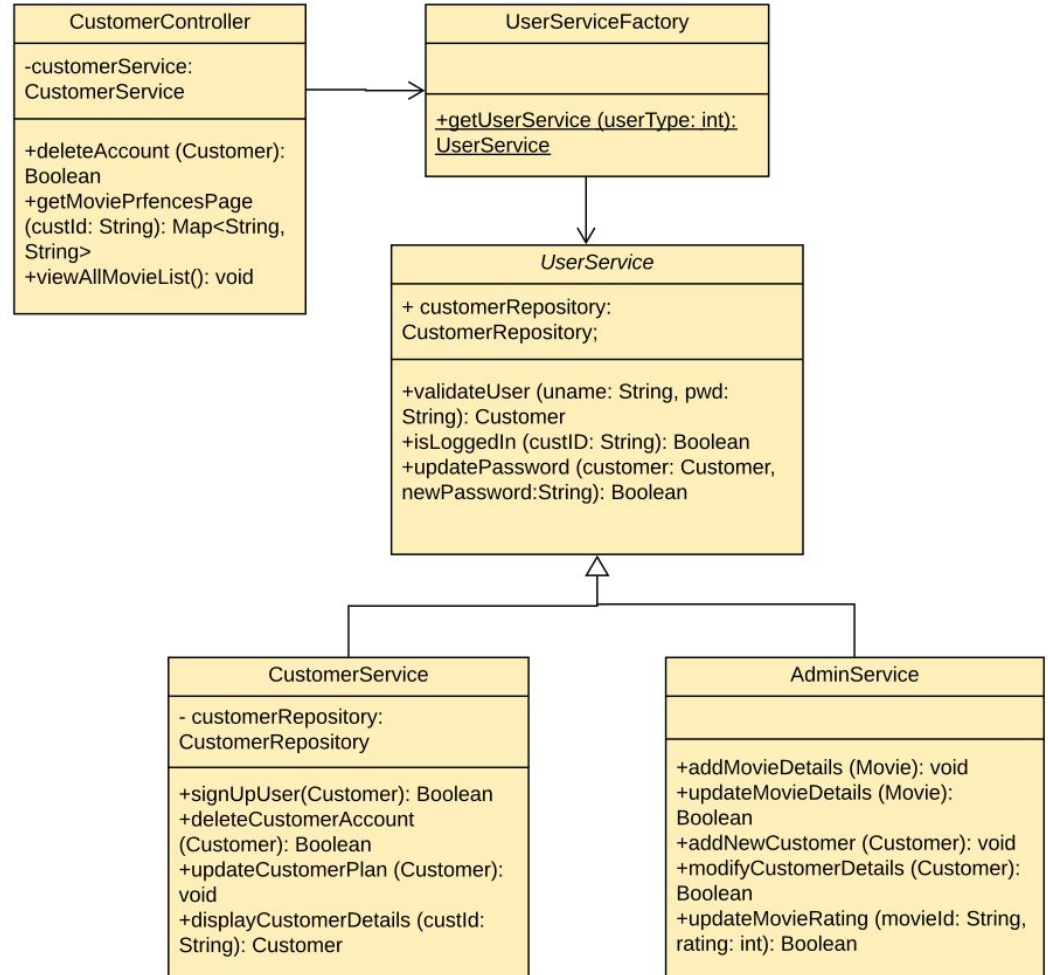 CustomerController
-customerService:
CustomerService
+deleteAccount (Customer):
Boolean
+getMoviePrfencesPage
(custId: String): Map<String,
String>
+viewAllMovieList(): void
UserServiceFactory
+getUserService (userType: int):
UserService
UserService
+ customerRepository:
CustomerRepository;
+validateUser (uname: String, pwd:
String): Customer
+isLoggedIn (custID: String): Boolean
+updatePassword (customer: Customer,
newPassword:String): Boolean
CustomerService
- customerRepository:
CustomerRepository
+signUpUser(Customer): Boolean
+deleteCustomerAccount
(Customer): Boolean
+updateCustomerPlan (Customer):
void
+displayCustomerDetails (custId:
String): Customer
AdminService
+addMovieDetails (Movie): void
+updateMovieDetails (Movie):
Boolean
+addNewCustomer (Customer): void
+modifyCustomerDetails (Customer):
Boolean
+updateMovieRating (movieId: String,
rating: int): Boolean